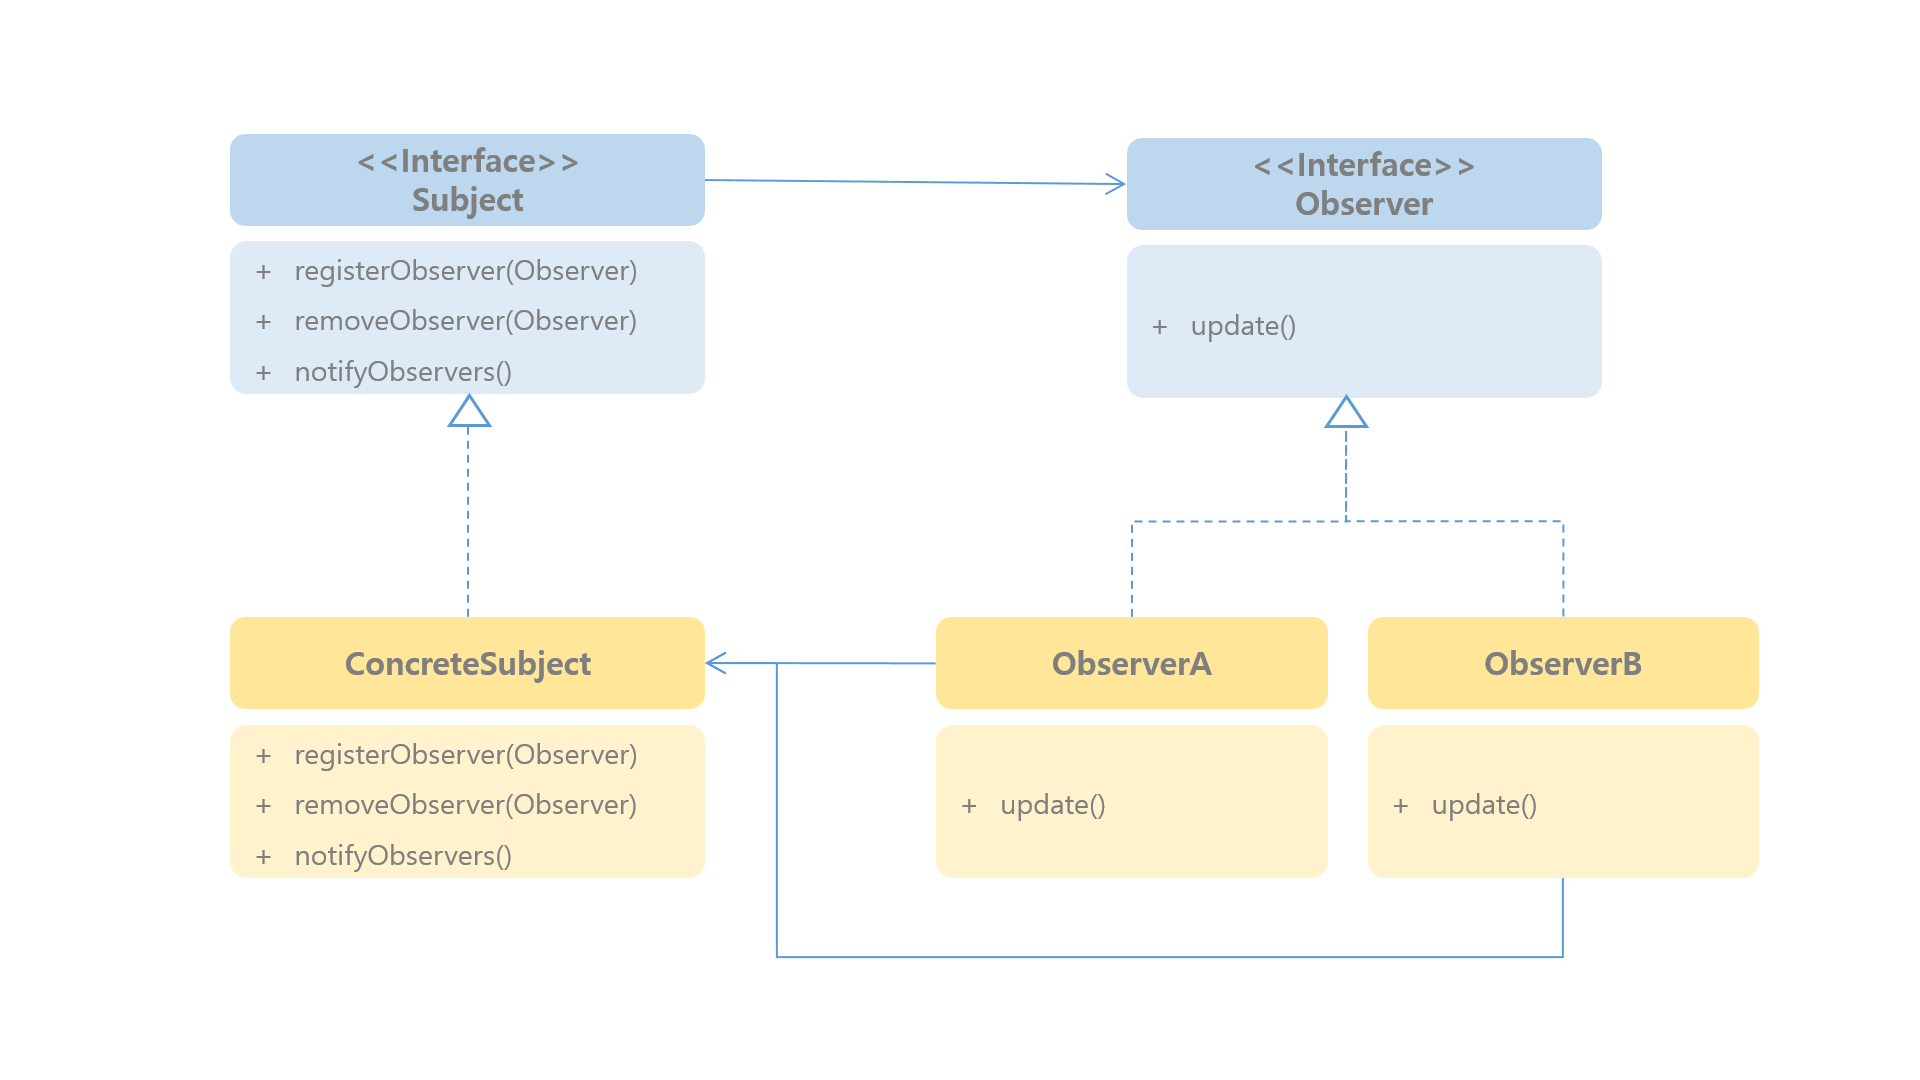 <<Interface>>
Subject
+ registerObserver(Observer)
+ removeObserver(Observer)
+ notifyObservers()
<<Interface>>
Observer
+ update()
ConcreteSubject
+ registerObserver(Observer)
+ removeObserver(Observer)
+ notifyObservers()
ObserverA
+ update()
ObserverB
+ update()